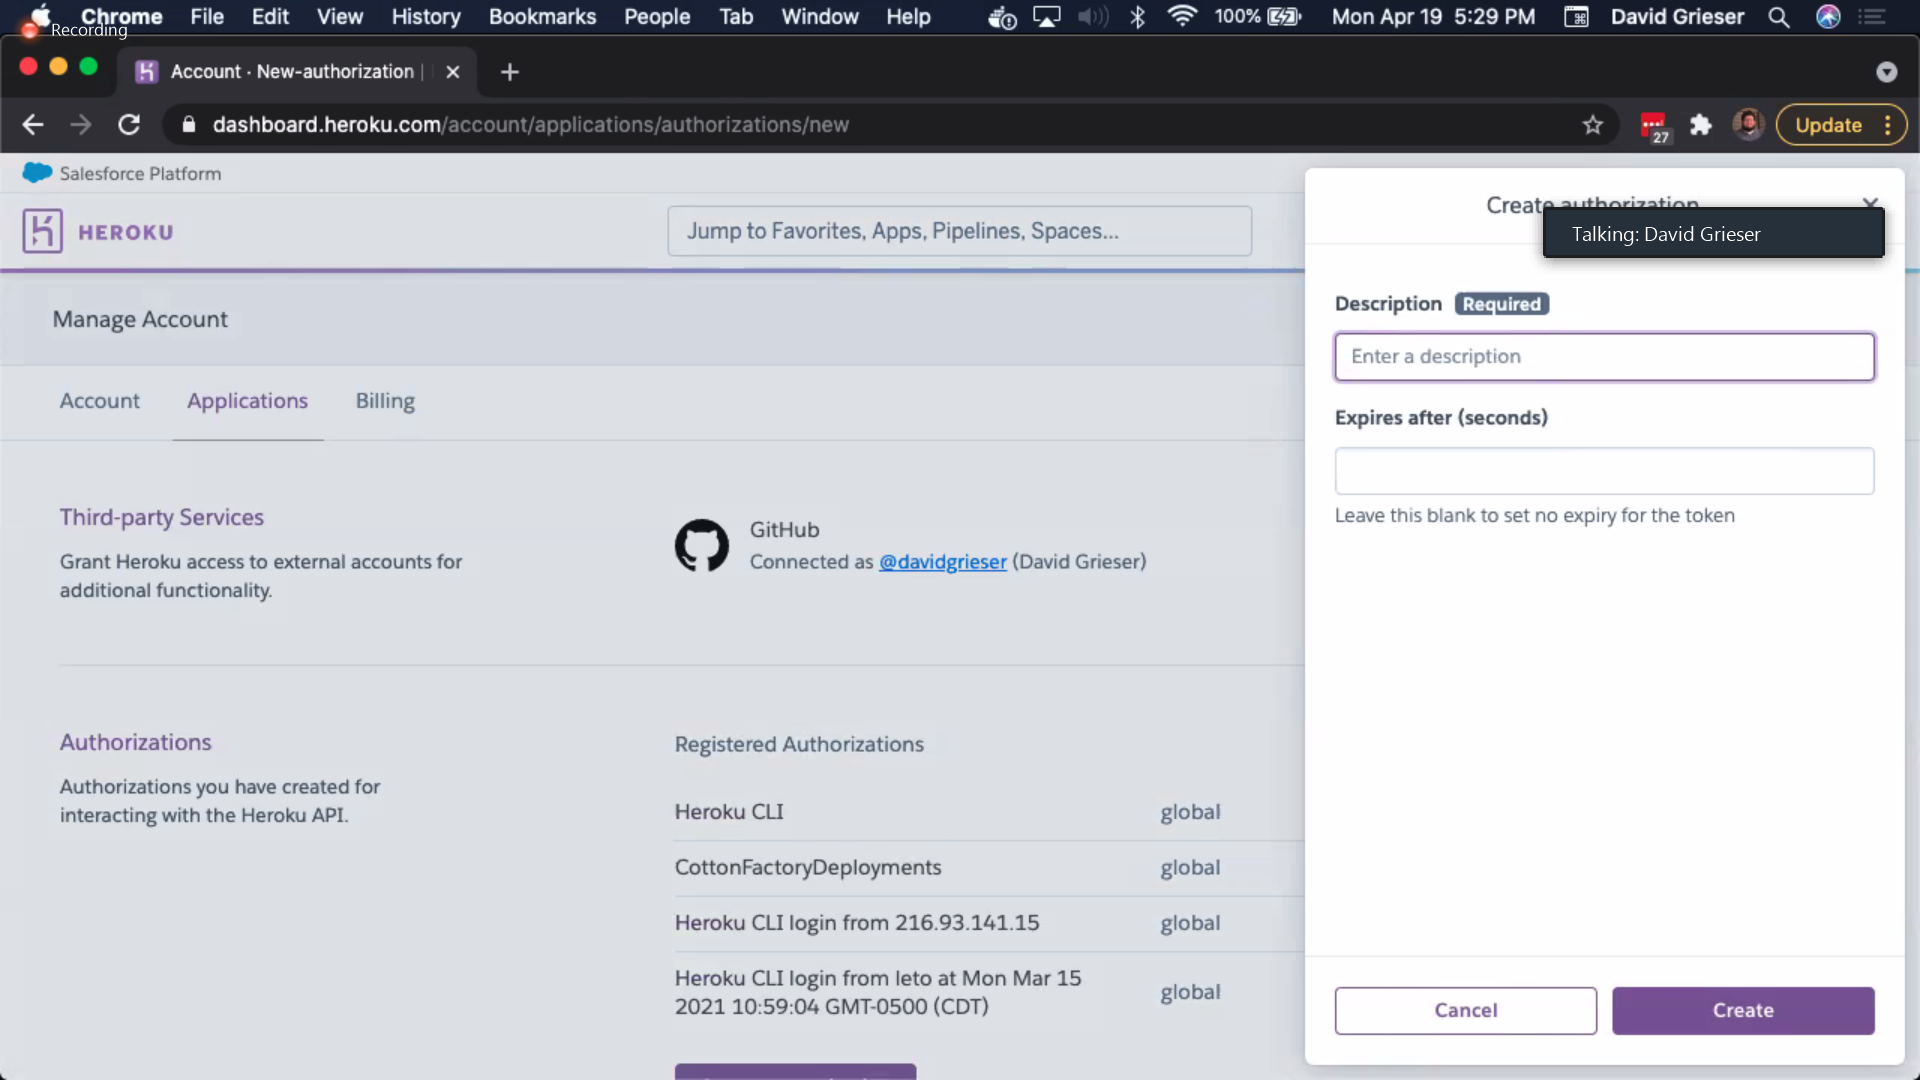 Chrome File Edit View History Bookmarks People Tab Window Help 100% Mon Apr 19 5:29 PM David Grieser
Recording
Account · New-authorization |
dashboard.heroku.com/account/applications/authorizations/new
27
Update
Salesforce Platform
HEROKU
Jump to Favorites, Apps, Pipelines, Spaces...
Manage Account
Account Applications Billing
Third-party Services
Grant Heroku access to external accounts for
additional functionality.
GitHub
Connected as @davidgrieser (David Grieser)
Authorizations
Authorizations you have created for
interacting with the Heroku API.
Registered Authorizations
Heroku CLI global
CottonFactoryDeployments global
Heroku CLI login from 216.93.141.15 global
Heroku CLI login from leto at Mon Mar 15
2021 10:59:04 GMT-0500 (CDT) global
Create authorization
Talking: David Grieser
Description Required
Enter a description
Expires after (seconds)
Leave this blank to set no expiry for the token
Cancel Create